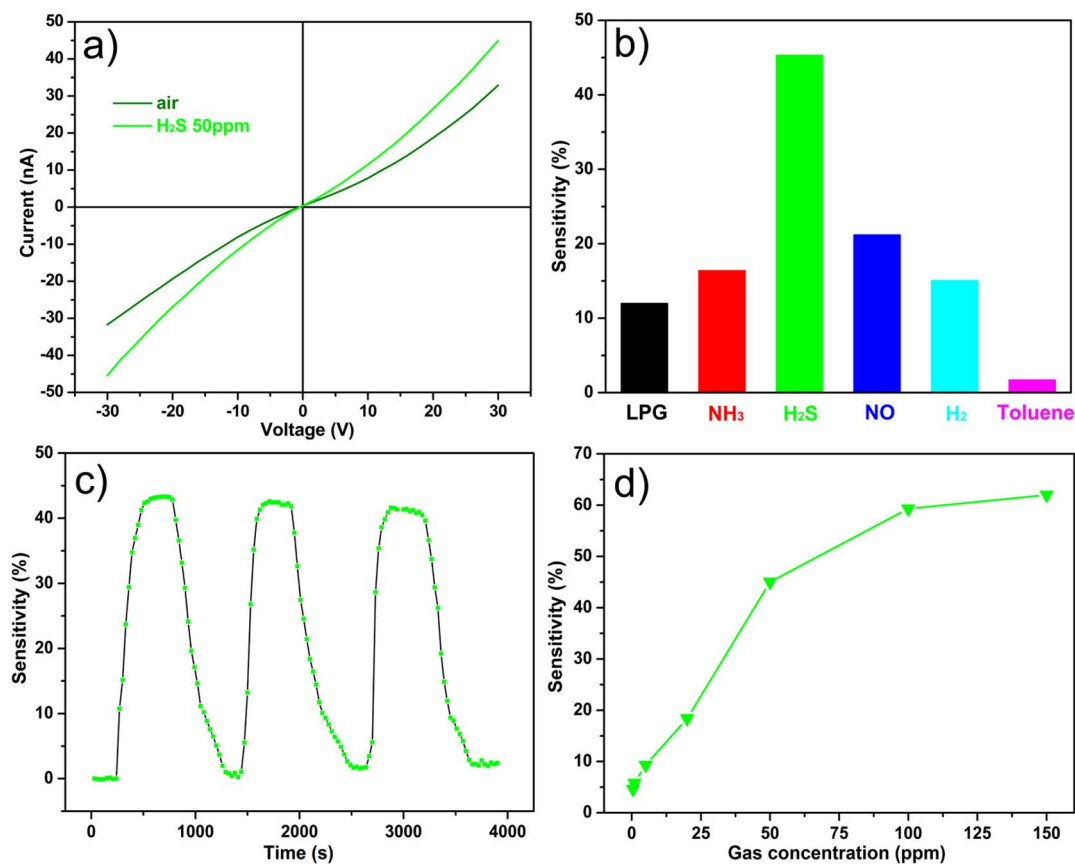 a)
air
H₂S 50ppm
Current (nA)
50
40
30
20
10
0
-10
-20
-30
-40
-50
-30 -20 -10 0 10 20 30
Voltage (V)
b)
Sensitivity (%)
50
40
30
20
10
0
LPG NH₃ H₂S NO H₂ Toluene
c)
Sensitivity (%)
50
40
30
20
10
0
0 1000 2000 3000 4000
Time (s)
d)
Sensitivity (%)
70
60
50
40
30
20
10
0
0 25 50 75 100 125 150
Gas concentration (ppm)